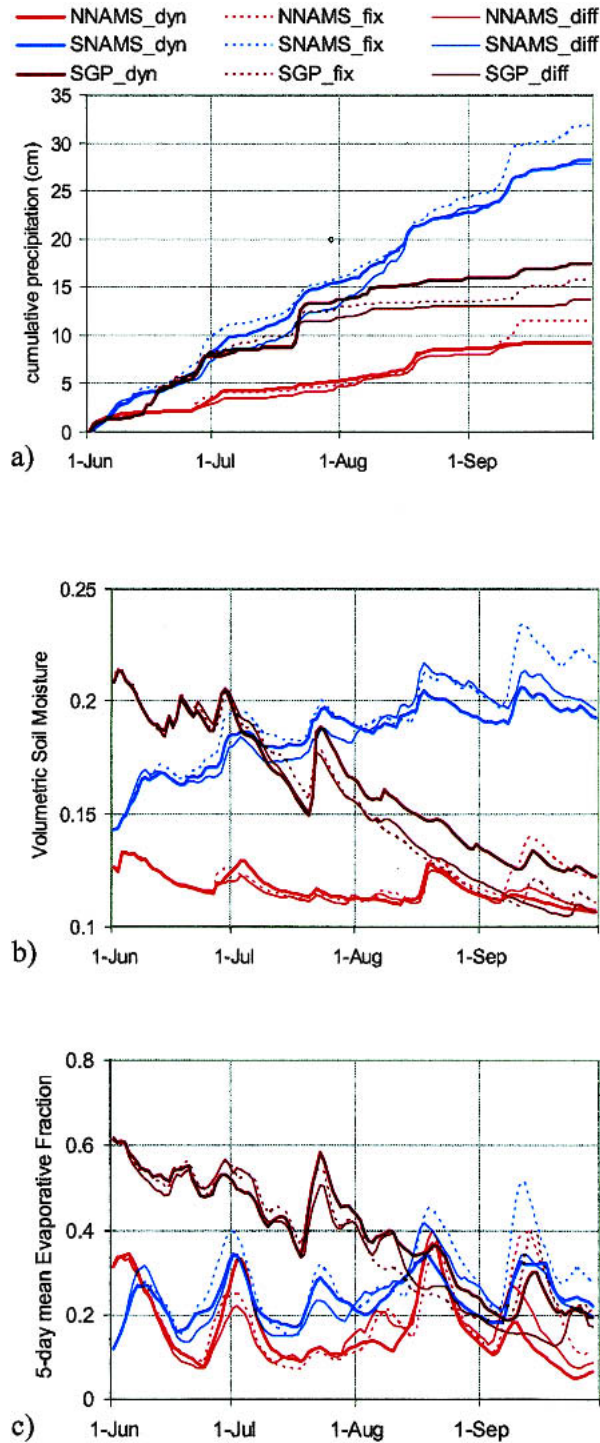 NNAMS_dyn NNAMS_fix NNAMS_diff
SNAMS_dyn SNAMS_fix SNAMS_diff
SGP_dyn SGP_fix SGP_diff
cumulative precipitation (cm)
35
30
25
20
15
10
5
0
1-Jun 1-Jul 1-Aug 1-Sep
a)
Volumetric Soil Moisture
0.25
0.2
0.15
0.1
1-Jun 1-Jul 1-Aug 1-Sep
b)
5-day mean Evaporative Fraction
0.8
0.6
0.4
0.2
0
1-Jun 1-Jul 1-Aug 1-Sep
c)